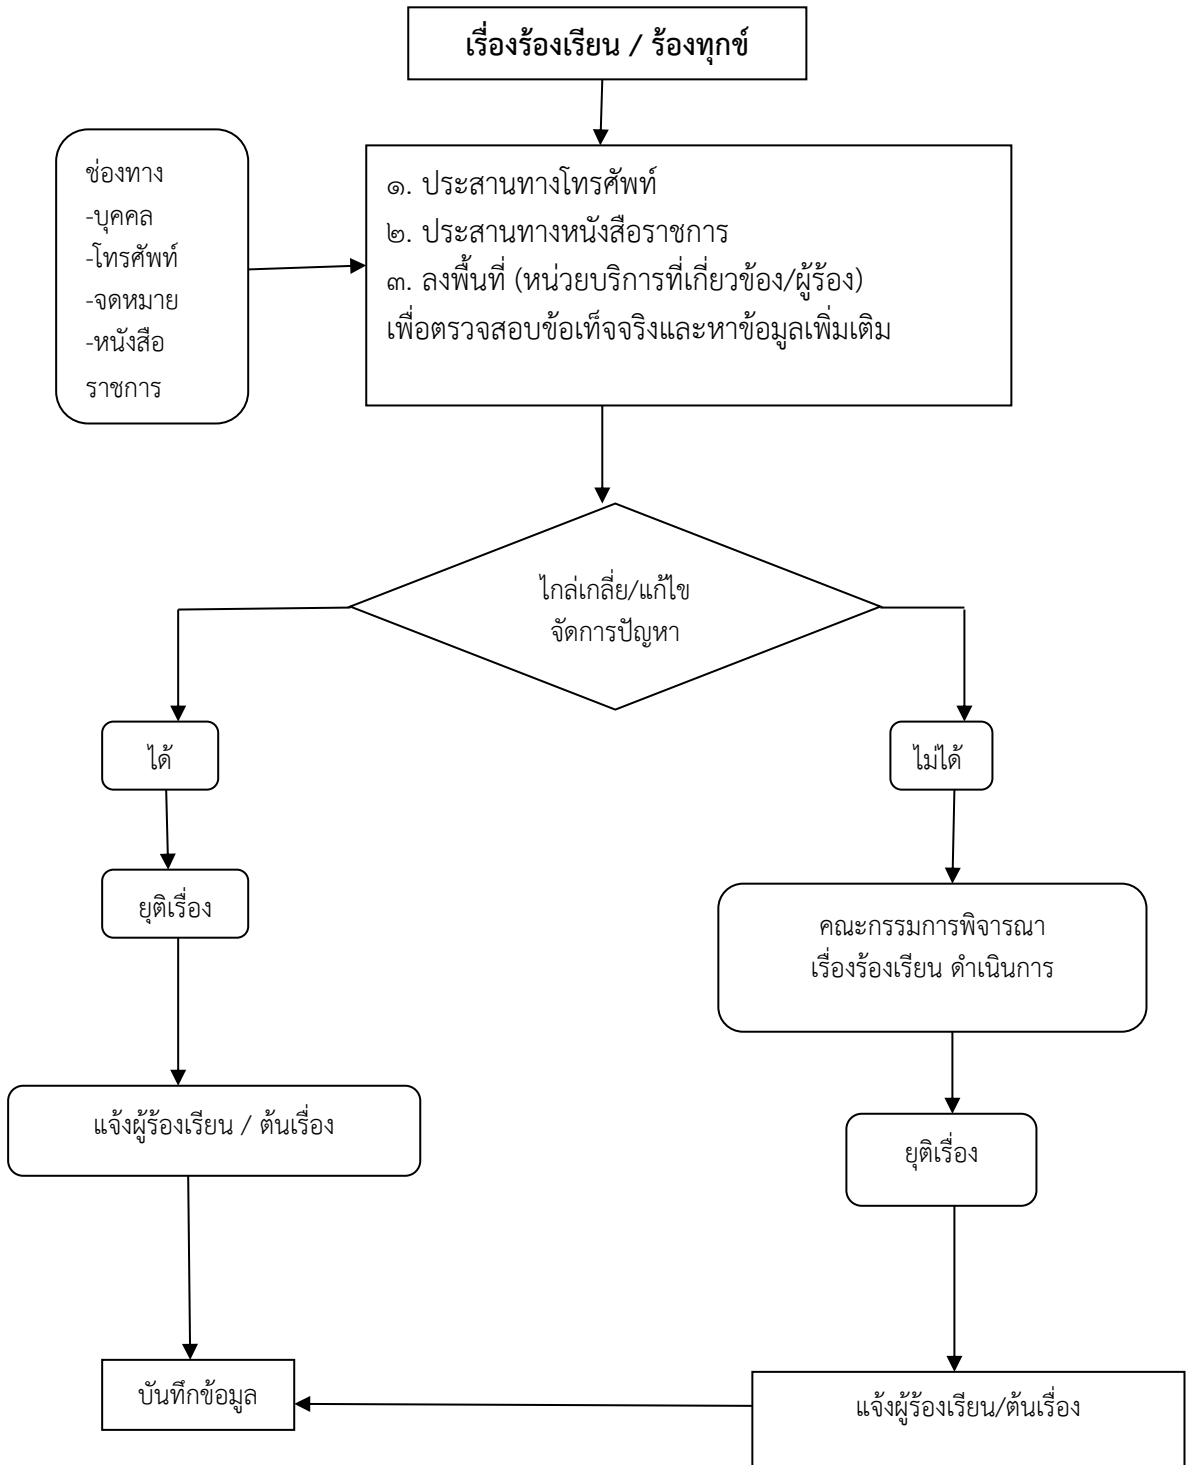 เรื่องร้องเรียน / ร้องทุกข์
ช่องทาง
-บุคคล
-โทรศัพท์
-จดหมาย
-หนังสือ
ราชการ
๑. ประสานทางโทรศัพท์
๒. ประสานทางหนังสือราชการ
๓. ลงพื้นที่ (หน่วยบริการที่เกี่ยวข้อง/ผู้ร้อง)
เพื่อตรวจสอบข้อเท็จจริงและหาข้อมูลเพิ่มเติม
ไกล่เกลี่ย/แก้ไข
จัดการปัญหา
ได้
ไม่ได้
ยุติเรื่อง
คณะกรรมการพิจารณา
เรื่องร้องเรียน ดำเนินการ
แจ้งผู้ร้องเรียน / ต้นเรื่อง
ยุติเรื่อง
บันทึกข้อมูล
แจ้งผู้ร้องเรียน/ต้นเรื่อง